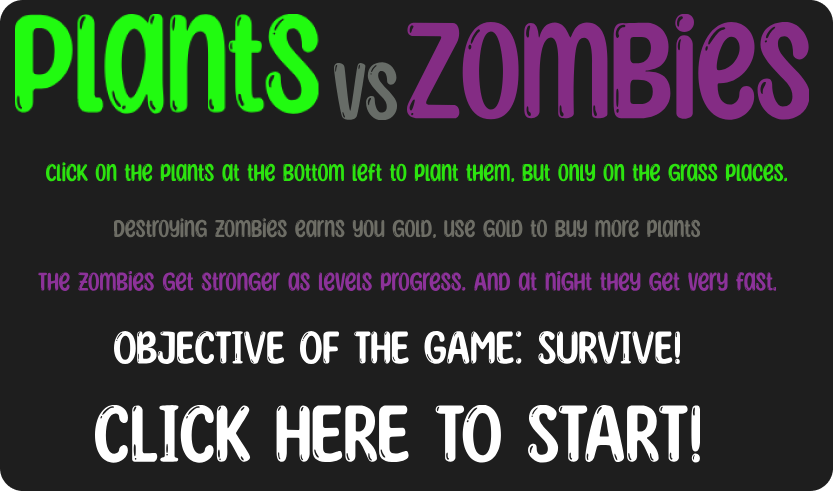 Plants vs Zombies
Click on the plants at the bottom left to plant them, but only on the grass places.
Destroying zombies earns you gold, use gold to buy more plants
The zombies get stronger as levels progress. And at night they get very fast.
OBJECTIVE OF THE GAME: SURVIVE!
CLICK HERE TO START!